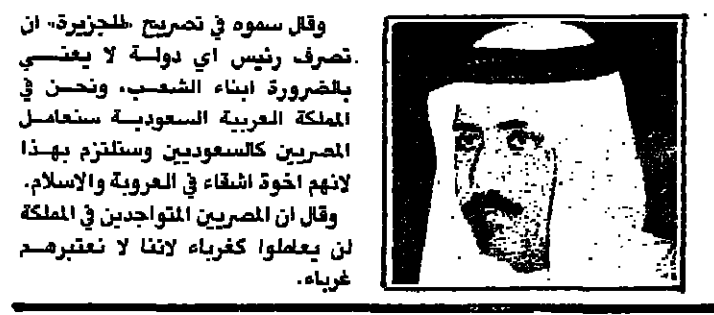 وقال سموه في تصريح «للجزيرة» ان
تصرف رئيس اي دولة لا يعني
بالضرورة ابناء الشعب، ونحن في
المملكة العربية السعودية سنعامل
المصريين كالسعوديين وسنلتزم بهذا
لانهم اخوة اشقاء في العروبة والاسلام.
وقال ان المصريين المتواجدين في المملكة
لن يعاملوا كغرباء لاننا لا نعتبرهم
غرباء.